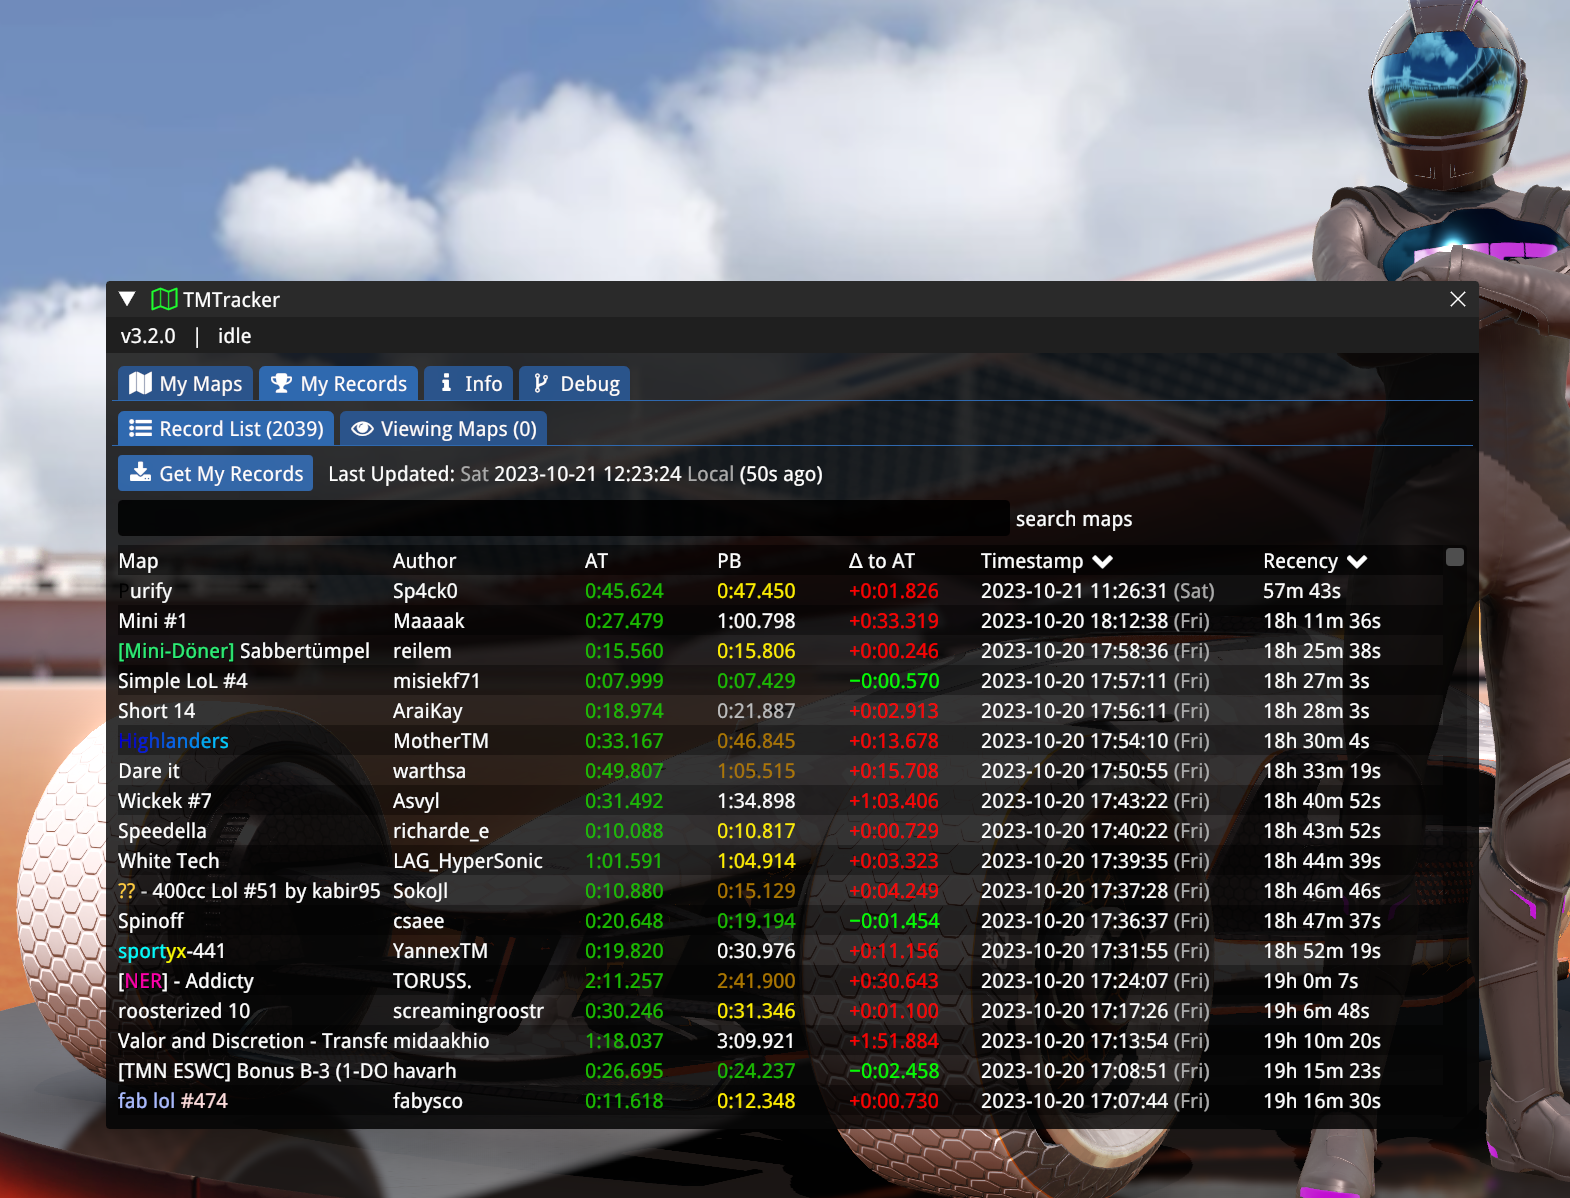 TMTracker
v3.2.0 | idle
My Maps My Records Info Debug
Record List (2039) Viewing Maps (0)
Get My Records Last Updated: Sat 2023-10-21 12:23:24 Local (50s ago)
search maps
Map Author AT PB Δ to AT Timestamp Recency
Purify Sp4ck0 0:45.624 0:47.450 +0:01.826 2023-10-21 11:26:31 (Sat) 57m 43s
Mini #1 Maaaak 0:27.479 1:00.798 +0:33.319 2023-10-20 18:12:38 (Fri) 18h 11m 36s
[Mini-Döner] Sabbertümpel reilem 0:15.560 0:15.806 +0:00.246 2023-10-20 17:58:36 (Fri) 18h 25m 38s
Simple LoL #4 misiekf71 0:07.999 0:07.429 −0:00.570 2023-10-20 17:57:11 (Fri) 18h 27m 3s
Short 14 AraiKay 0:18.974 0:21.887 +0:02.913 2023-10-20 17:56:11 (Fri) 18h 28m 3s
Highlanders MotherTM 0:33.167 0:46.845 +0:13.678 2023-10-20 17:54:10 (Fri) 18h 30m 4s
Dare it warthsa 0:49.807 1:05.515 +0:15.708 2023-10-20 17:50:55 (Fri) 18h 33m 19s
Wickek #7 Asvyl 0:31.492 1:34.898 +1:03.406 2023-10-20 17:43:22 (Fri) 18h 40m 52s
Speedella richarde_e 0:10.088 0:10.817 +0:00.729 2023-10-20 17:40:22 (Fri) 18h 43m 52s
White Tech LAG_HyperSonic 1:01.591 1:04.914 +0:03.323 2023-10-20 17:39:35 (Fri) 18h 44m 39s
?? - 400cc Lol #51 by kabir95 SokoJl 0:10.880 0:15.129 +0:04.249 2023-10-20 17:37:28 (Fri) 18h 46m 46s
Spinoff csaee 0:20.648 0:19.194 −0:01.454 2023-10-20 17:36:37 (Fri) 18h 47m 37s
sportyx-441 YannexTM 0:19.820 0:30.976 +0:11.156 2023-10-20 17:31:55 (Fri) 18h 52m 19s
[NER] - Addicty TORUSS. 2:11.257 2:41.900 +0:30.643 2023-10-20 17:24:07 (Fri) 19h 0m 7s
roosterized 10 screamingroostr 0:30.246 0:31.346 +0:01.100 2023-10-20 17:17:26 (Fri) 19h 6m 48s
Valor and Discretion - Transfe midaakhio 1:18.037 3:09.921 +1:51.884 2023-10-20 17:13:54 (Fri) 19h 10m 20s
[TMN ESWC] Bonus B-3 (1-DO havarh 0:26.695 0:24.237 −0:02.458 2023-10-20 17:08:51 (Fri) 19h 15m 23s
fab lol #474 fabysco 0:11.618 0:12.348 +0:00.730 2023-10-20 17:07:44 (Fri) 19h 16m 30s